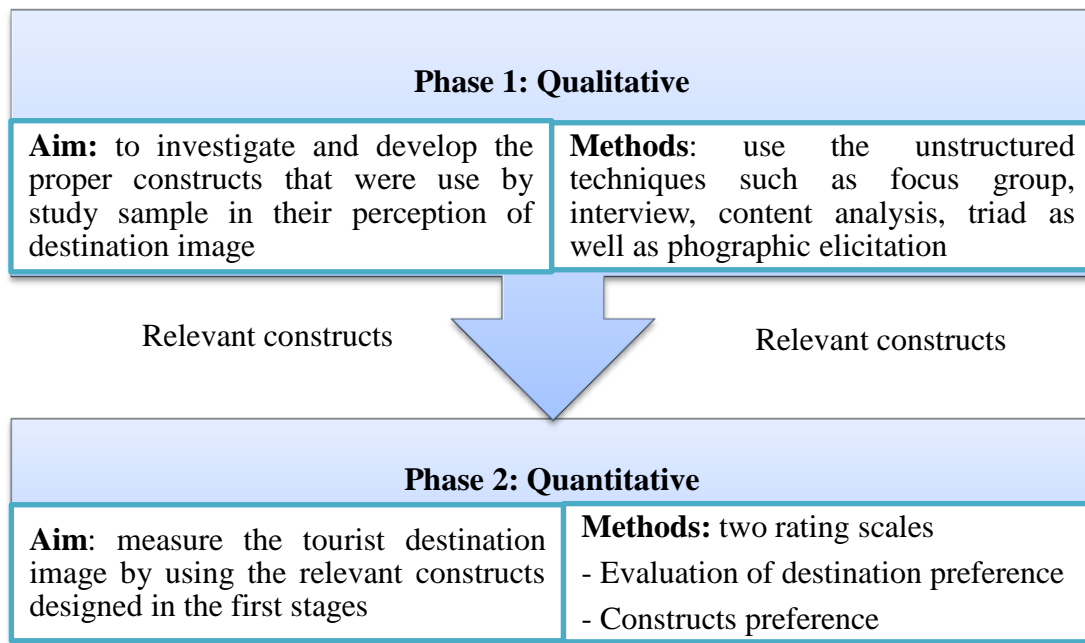 Phase 1: Qualitative
Aim: to investigate and develop the
proper constructs that were use by
study sample in their perception of
destination image
Methods: use the unstructured
techniques such as focus group,
interview, content analysis, triad as
well as phographic elicitation
Relevant constructs
Relevant constructs
Phase 2: Quantitative
Aim: measure the tourist destination
image by using the relevant constructs
designed in the first stages
Methods: two rating scales
- Evaluation of destination preference
- Constructs preference